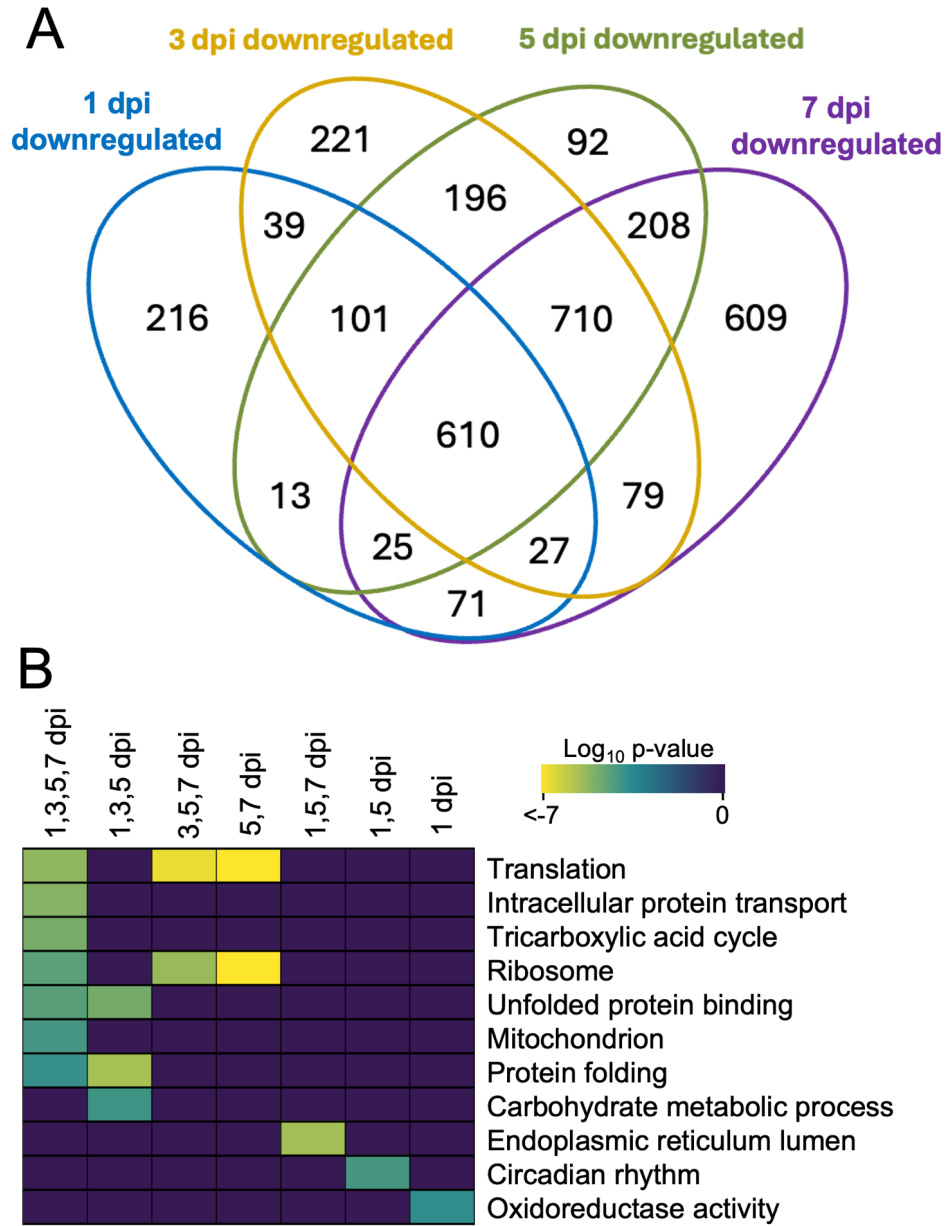 A
3 dpi downregulated
5 dpi downregulated
1 dpi
downregulated
7 dpi
downregulated
221
92
39
196
208
216
101
710
609
610
13
79
25
27
71
B
1,3,5,7 dpi
1,3,5 dpi
3,5,7 dpi
5,7 dpi
1,5,7 dpi
1,5 dpi
1 dpi
Log10 p-value
<-7
0
Translation
Intracellular protein transport
Tricarboxylic acid cycle
Ribosome
Unfolded protein binding
Mitochondrion
Protein folding
Carbohydrate metabolic process
Endoplasmic reticulum lumen
Circadian rhythm
Oxidoreductase activity